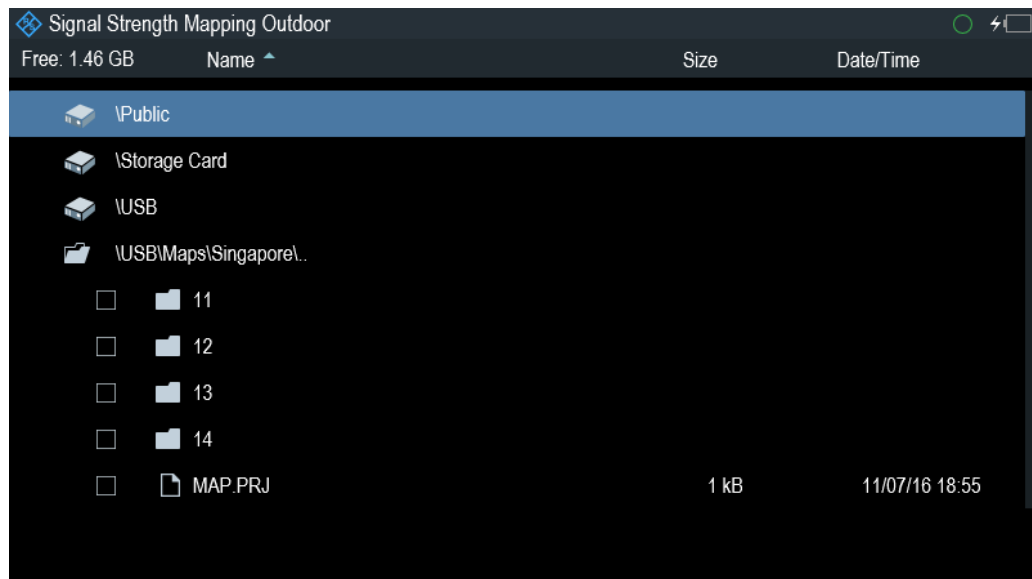 Signal Strength Mapping Outdoor
Free: 1.46 GB Name Size Date/Time
\Public
\Storage Card
\USB
\USB\Maps\Singapore\..
11
12
13
14
MAP.PRJ 1 kB 11/07/16 18:55